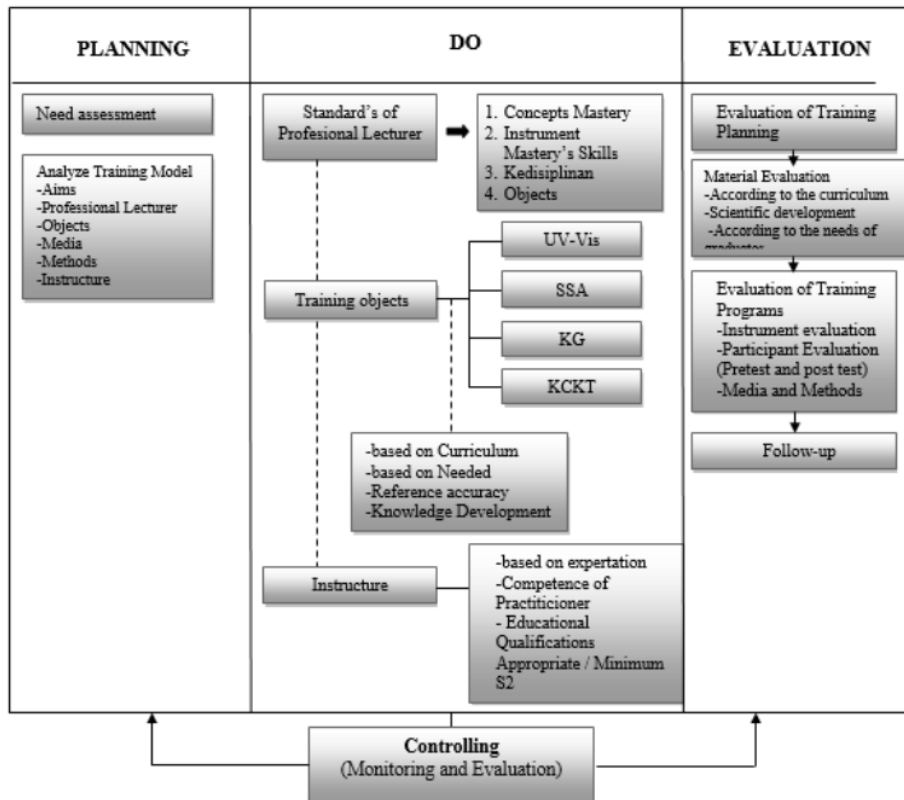 PLANNING
Need assessment
Analyze Training Model
-Aims
-Professional Lecturer
-Objects
-Media
-Methods
-Instructure
DO
Standard’s of
Profesional Lecturer
1. Concepts Mastery
2. Instrument
Mastery’s Skills
3. Kedisiplinan
4. Objects
Training objects
UV-Vis
SSA
KG
KCKT
-based on Curriculum
-based on Needed
-Reference accuracy
-Knowledge Development
Instructure
-based on expertation
-Competence of
Practiticioner
- Educational
Qualifications
Appropriate / Minimum
S2
EVALUATION
Evaluation of Training
Planning
Material Evaluation
-According to the curriculum
-Scientific development
-According to the needs of
Evaluation of Training
Programs
-Instrument evaluation
-Participant Evaluation
(Pretest and post test)
-Media and Methods
Follow-up
Controlling
(Monitoring and Evaluation)